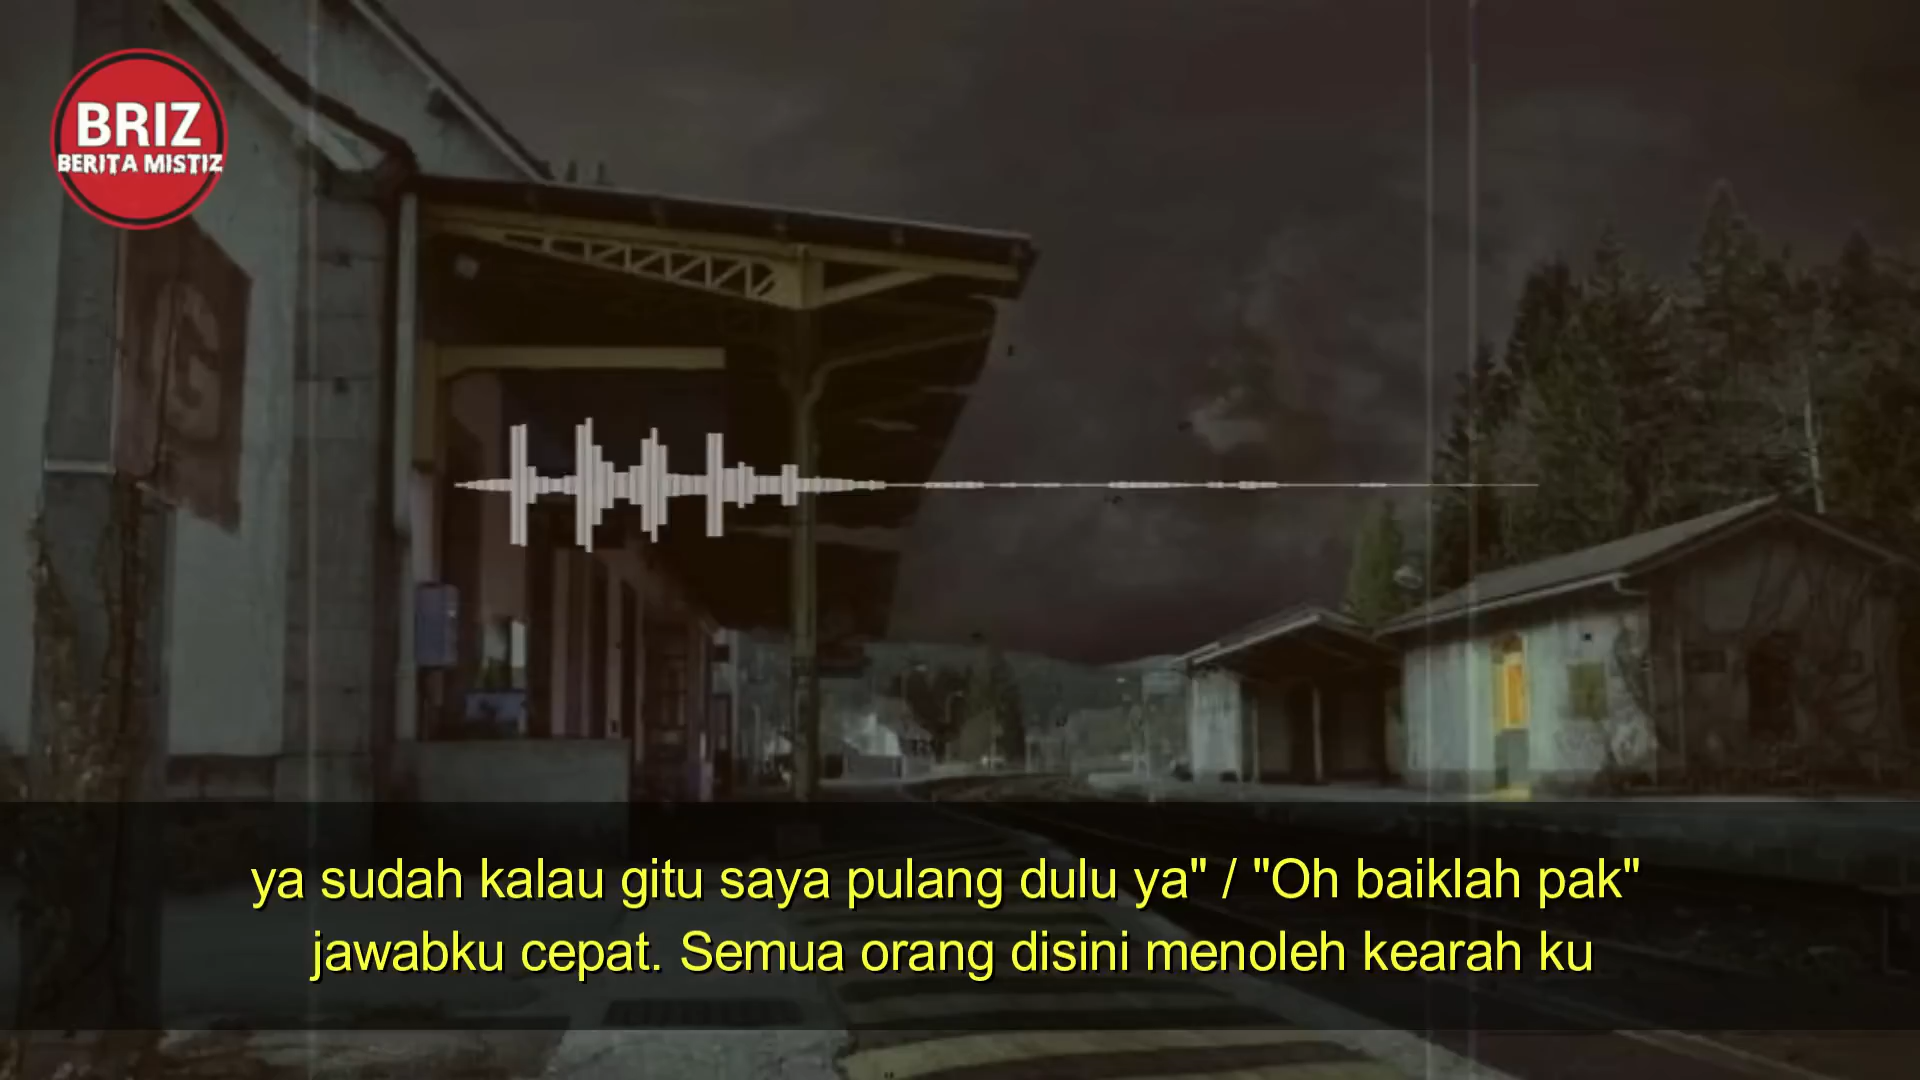 BRIZ
BERITA MISTIZ
G
ya sudah kalau gitu saya pulang dulu ya" / "Oh baiklah pak"
jawabku cepat. Semua orang disini menoleh kearah ku